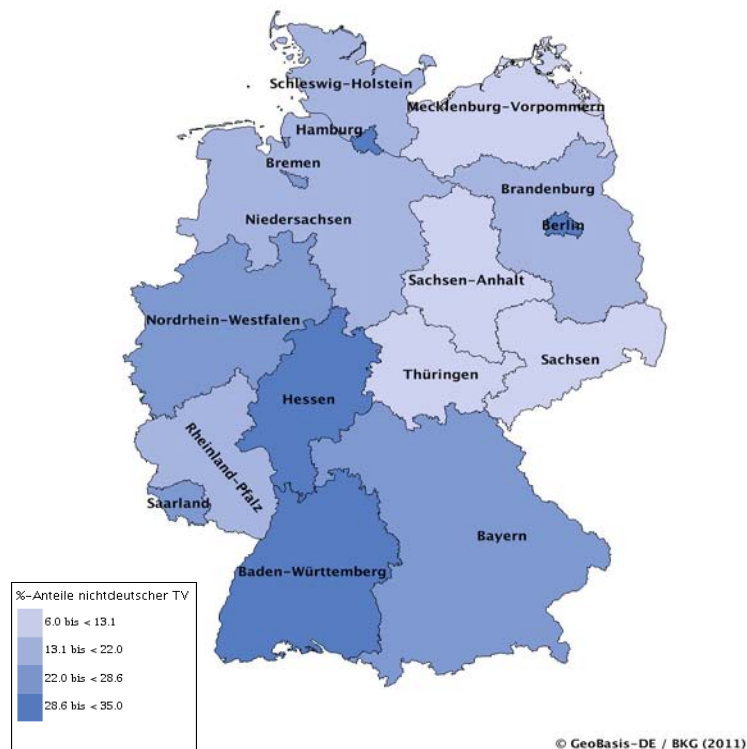 Schleswig-Holstein
Mecklenburg-Vorpommern
Hamburg
Bremen
Brandenburg
Niedersachsen
Berlin
Sachsen-Anhalt
Nordrhein-Westfalen
Sachsen
Thüringen
Hessen
Rheinland-Pfalz
Saarland
Bayern
Baden-Württemberg
%-Anteile nichtdeutscher TV
6.0 bis < 13.1
13.1 bis < 22.0
22.0 bis < 28.6
28.6 bis < 35.0
© GeoBasis-DE / BKG (2011)